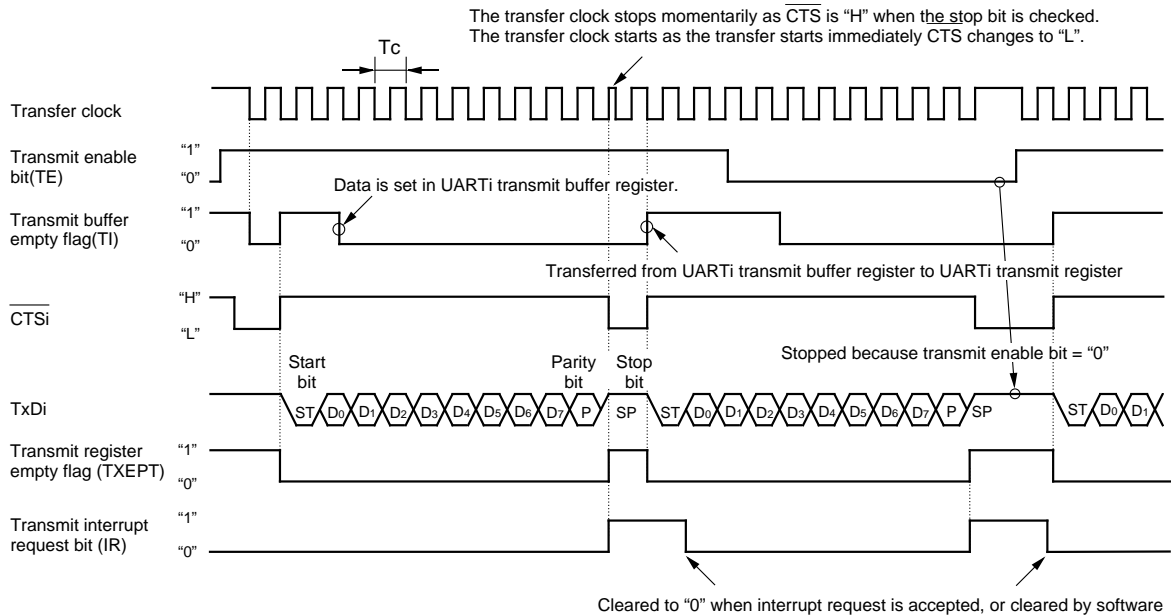 The transfer clock stops momentarily as CTS is “H” when the stop bit is checked.
The transfer clock starts as the transfer starts immediately CTS changes to “L”.
Tc
Transfer clock
Transmit enable
bit(TE)
“1”
“0”
Data is set in UARTi transmit buffer register.
Transmit buffer
empty flag(TI)
“1”
“0”
Transferred from UARTi transmit buffer register to UARTi transmit register
CTSi
“H”
“L”
Stopped because transmit enable bit = “0”
Start
bit
Parity
bit
Stop
bit
TxDi
ST D0 D1 D2 D3 D4 D5 D6 D7 P SP ST D0 D1 D2 D3 D4 D5 D6 D7 P SP ST D0 D1
Transmit register
empty flag (TXEPT)
“1”
“0”
Transmit interrupt
request bit (IR)
“1”
“0”
Cleared to “0” when interrupt request is accepted, or cleared by software